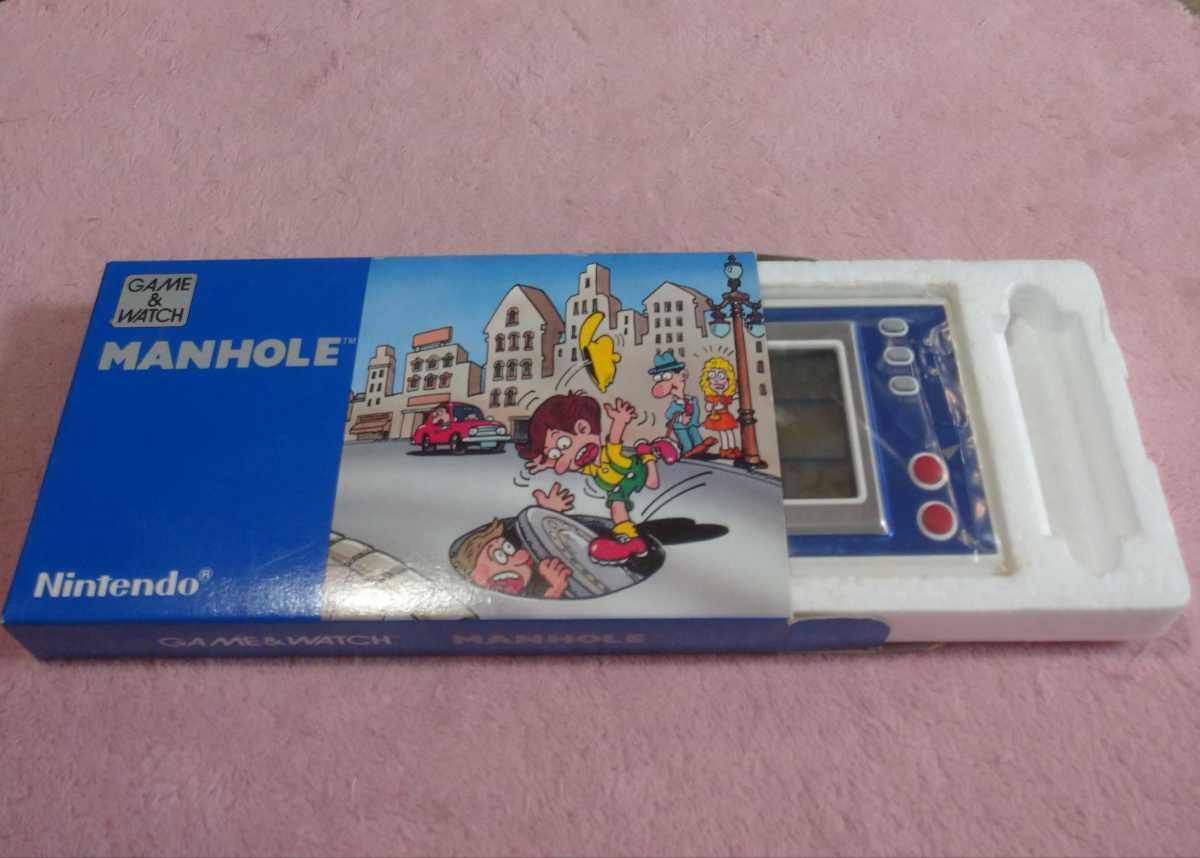 GAME
&
WATCH
MANHOLE™
Nintendo®
GAME&WATCH™ MANHOLE